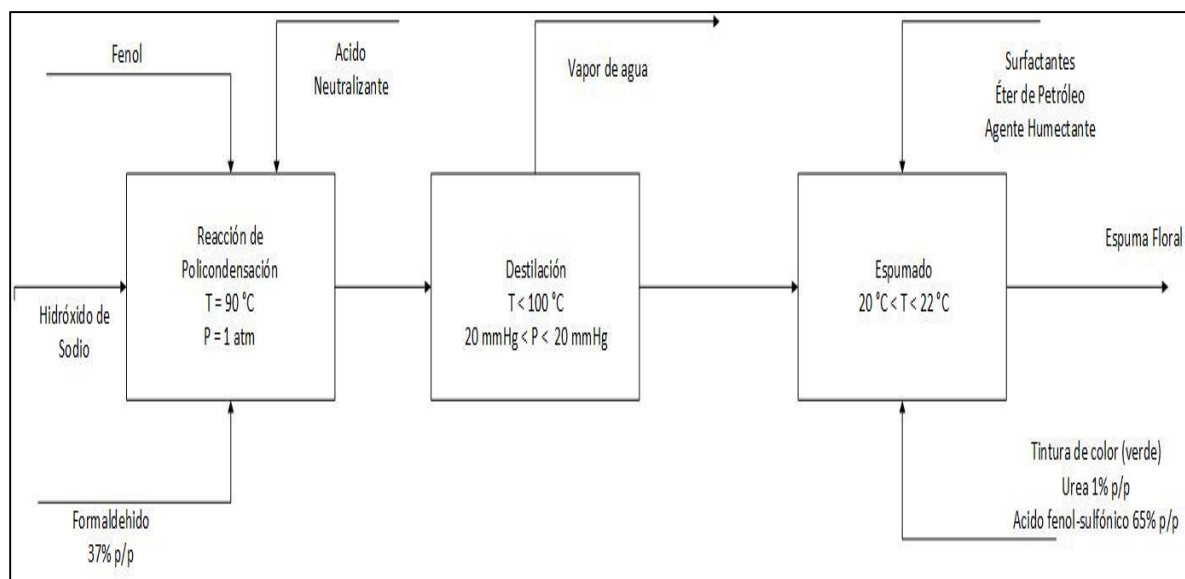 Fenol
Acido
Neutralizante
Vapor de agua
Surfactantes
Éter de Petróleo
Agente Humectante
Reacción de
Policondensación
T = 90 °C
P = 1 atm
Destilación
T < 100 °C
20 mmHg < P < 20 mmHg
Espumado
20 °C < T < 22 °C
Espuma Floral
Hidróxido de
Sodio
Formaldehido
37% p/p
Tintura de color (verde)
Urea 1% p/p
Acido fenol-sulfónico 65% p/p